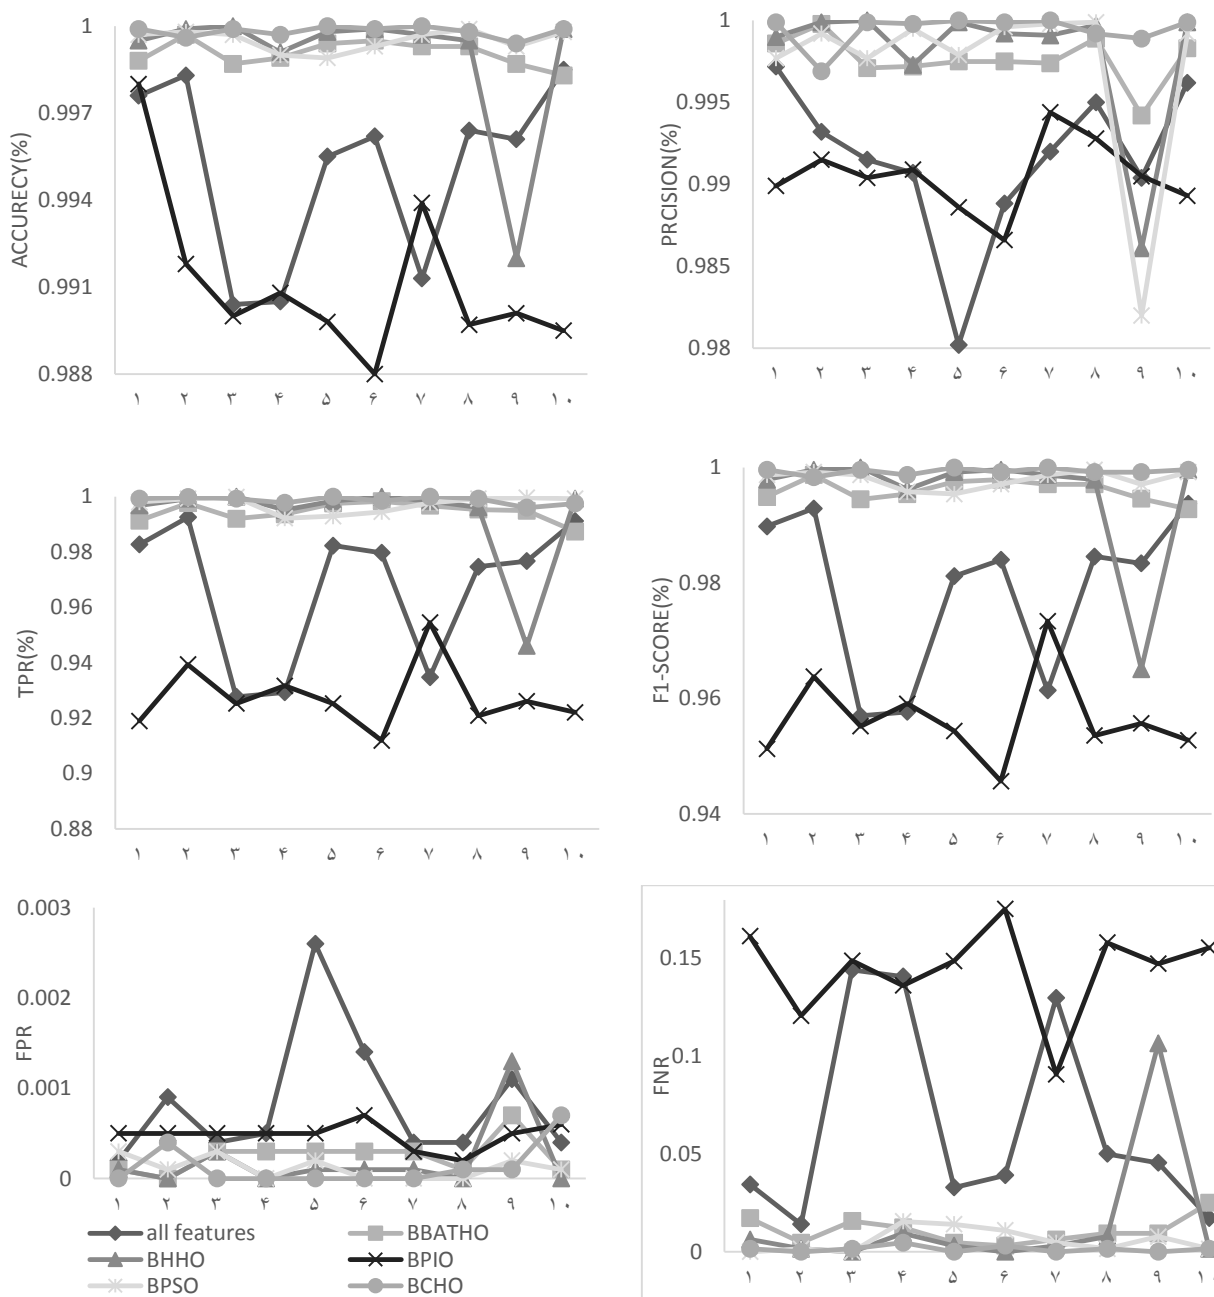 1
0.997
0.994
0.991
0.988
ACCURECY(%)
۱ ۲ ۳ ۴ ۵ ۶ ۷ ۸ ۹ ۱۰
1
0.995
0.99
0.985
0.98
PRCISION(%)
۱ ۲ ۳ ۴ ۵ ۶ ۷ ۸ ۹ ۱۰
1
0.98
0.96
0.94
0.92
0.9
0.88
TPR(%)
۱ ۲ ۳ ۴ ۵ ۶ ۷ ۸ ۹ ۱۰
1
0.98
0.96
0.94
F1-SCORE(%)
۱ ۲ ۳ ۴ ۵ ۶ ۷ ۸ ۹ ۱۰
0.003
0.002
0.001
0
FPR
۱ ۲ ۳ ۴ ۵ ۶ ۷ ۸ ۹ ۱۰
all features BBATHO
BHHO BPIO
BPSO BCHO
0.15
0.1
0.05
0
FNR
۱ ۲ ۳ ۴ ۵ ۶ ۷ ۸ ۹